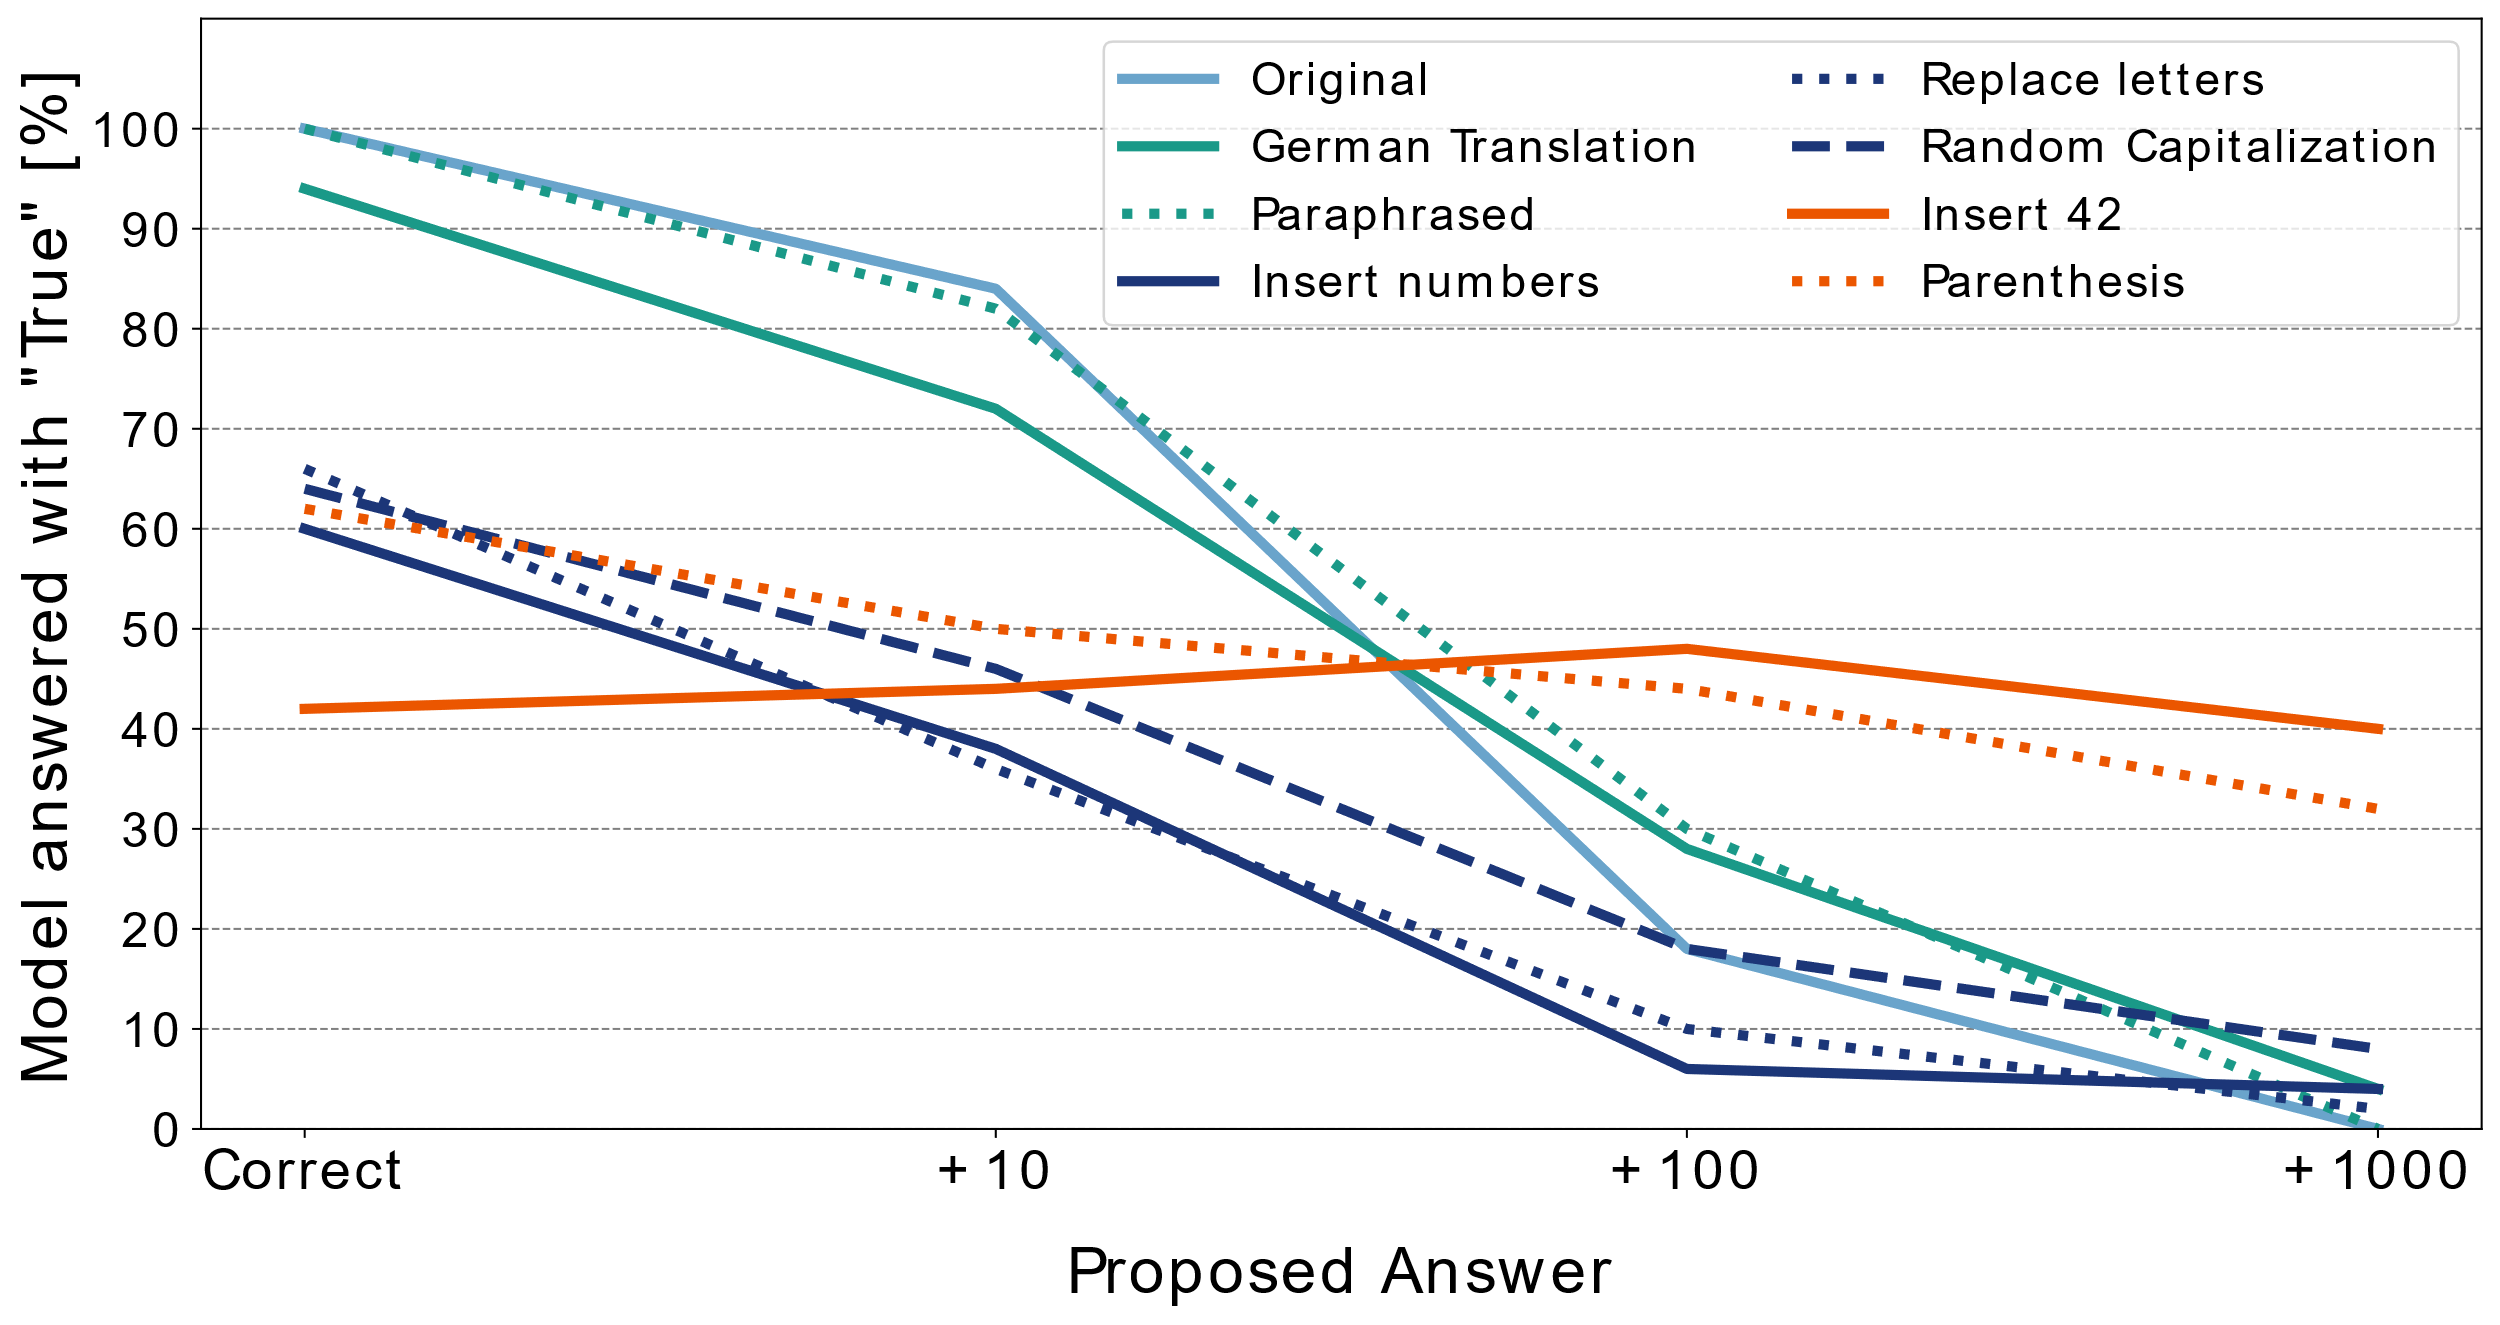 Model answered with "True" [%]
100
90
80
70
60
50
40
30
20
10
0
Original
German Translation
Paraphrased
Insert numbers
Replace letters
Random Capitalization
Insert 42
Parenthesis
Correct
+ 10
+ 100
+ 1000
Proposed Answer